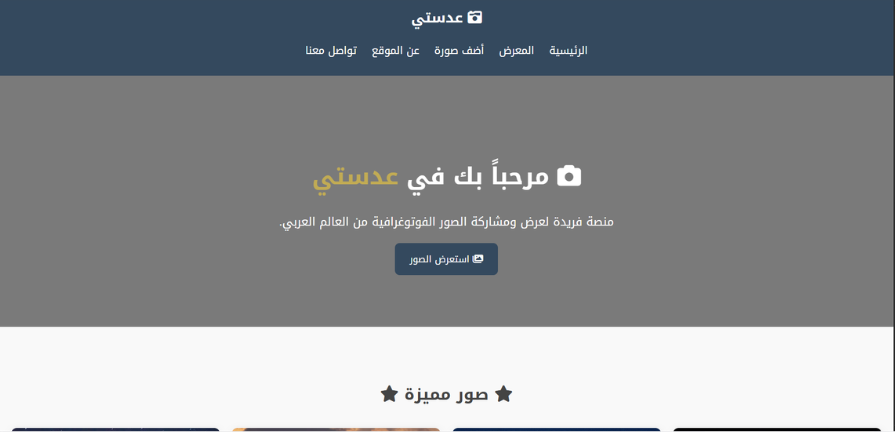 عدستي
الرئيسية المعرض أضف صورة عن الموقع تواصل معنا
مرحباً بك في عدستي
منصة فريدة لعرض ومشاركة الصور الفوتوغرافية من العالم العربي.
استعرض الصور
صور مميزة